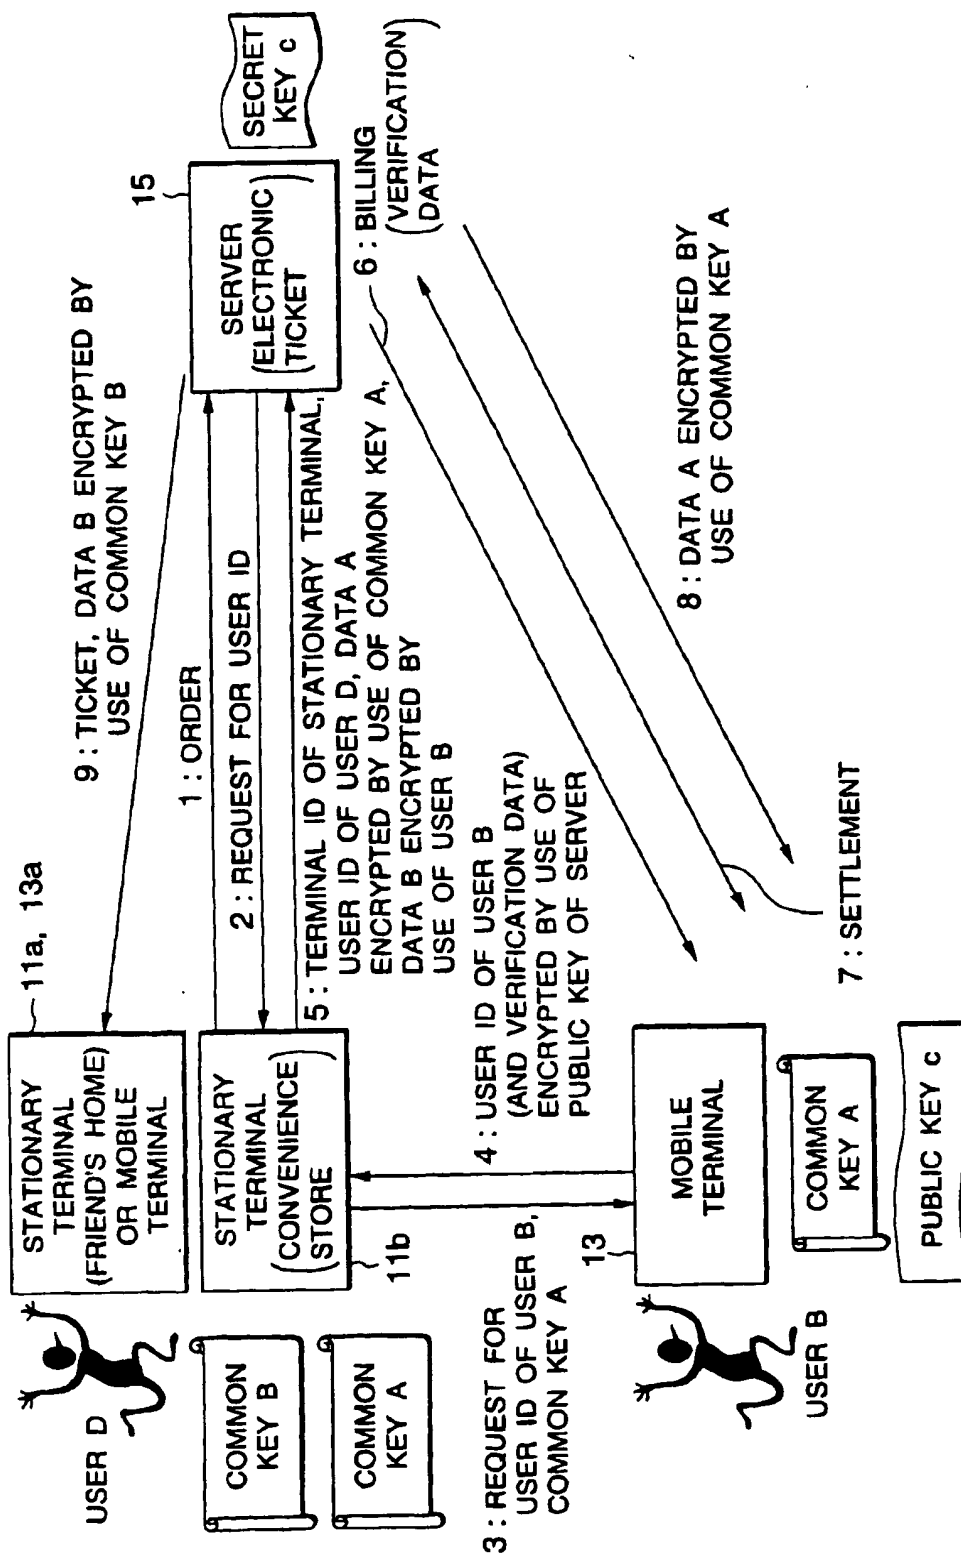 USER D
STATIONARY
TERMINAL
(FRIEND'S HOME)
OR MOBILE
TERMINAL
11a, 13a
9 : TICKET, DATA B ENCRYPTED BY
USE OF COMMON KEY B
COMMON
KEY B
COMMON
KEY A
STATIONARY
TERMINAL
(CONVENIENCE
STORE)
11b
1 : ORDER
2 : REQUEST FOR USER ID
5 : TERMINAL ID OF STATIONARY TERMINAL,
USER ID OF USER D, DATA A
ENCRYPTED BY USE OF COMMON KEY A,
DATA B ENCRYPTED BY
USE OF USER B
15
SERVER
(ELECTRONIC
TICKET)
SECRET
KEY c
6 : BILLING
(VERIFICATION
DATA)
3 : REQUEST FOR
USER ID OF USER B,
COMMON KEY A
4 : USER ID OF USER B
(AND VERIFICATION DATA)
ENCRYPTED BY USE OF
PUBLIC KEY OF SERVER
13
MOBILE
TERMINAL
USER B
COMMON
KEY A
PUBLIC KEY c
7 : SETTLEMENT
8 : DATA A ENCRYPTED BY
USE OF COMMON KEY A